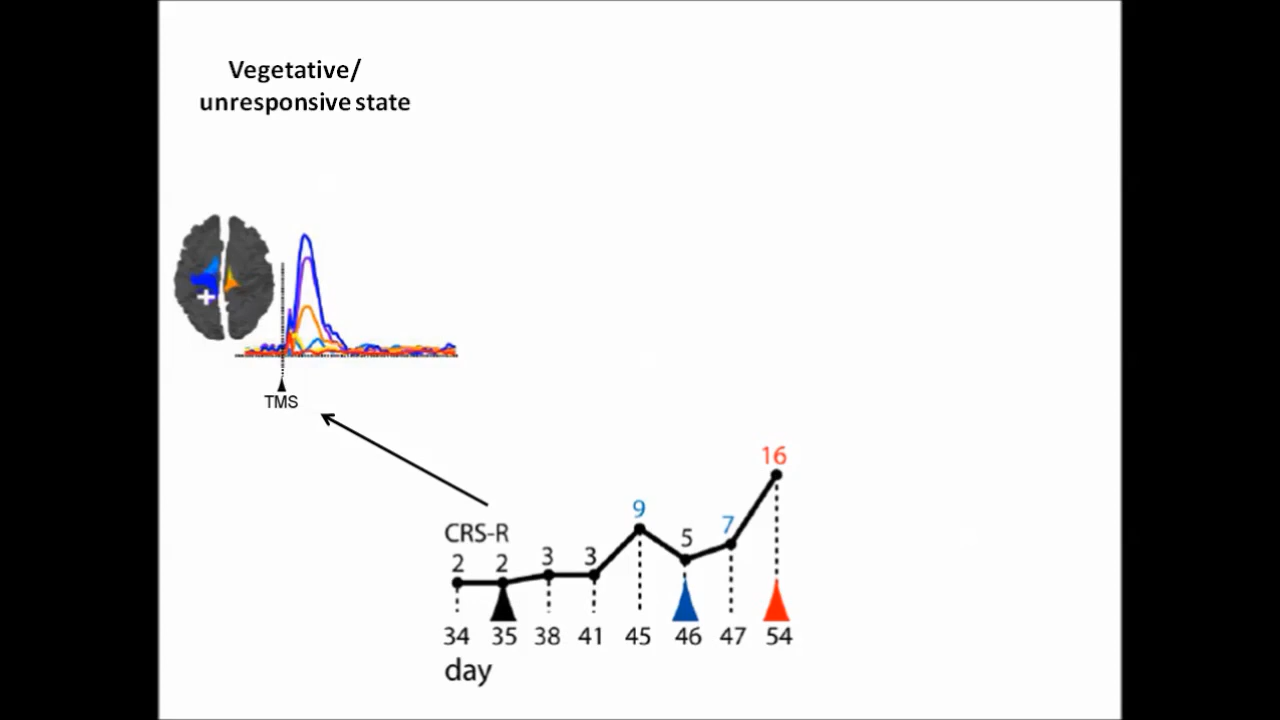 Vegetative/
unresponsive state
TMS
16
9
CRS-R
2 2 3 3 5 7
34 35 38 41 45 46 47 54
day